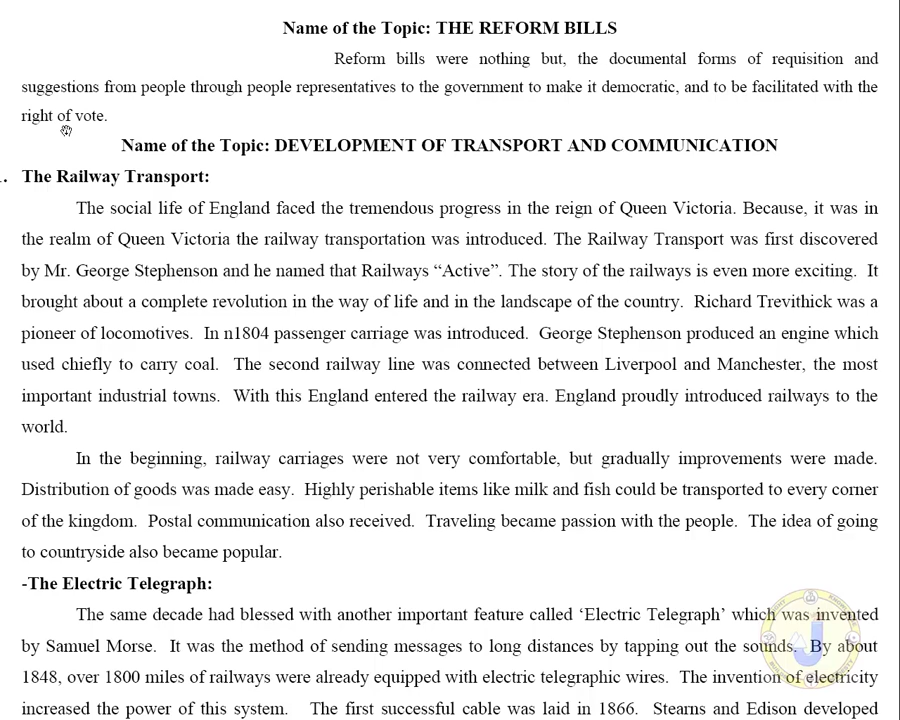 Name of the Topic: THE REFORM BILLS
Reform bills were nothing but, the documental forms of requisition and
suggestions from people through people representatives to the government to make it democratic, and to be facilitated with the
right of vote.
Name of the Topic: DEVELOPMENT OF TRANSPORT AND COMMUNICATION
. The Railway Transport:
The social life of England faced the tremendous progress in the reign of Queen Victoria. Because, it was in
the realm of Queen Victoria the railway transportation was introduced. The Railway Transport was first discovered
by Mr. George Stephenson and he named that Railways “Active”. The story of the railways is even more exciting. It
brought about a complete revolution in the way of life and in the landscape of the country. Richard Trevithick was a
pioneer of locomotives. In n1804 passenger carriage was introduced. George Stephenson produced an engine which
used chiefly to carry coal. The second railway line was connected between Liverpool and Manchester, the most
important industrial towns. With this England entered the railway era. England proudly introduced railways to the
world.
In the beginning, railway carriages were not very comfortable, but gradually improvements were made.
Distribution of goods was made easy. Highly perishable items like milk and fish could be transported to every corner
of the kingdom. Postal communication also received. Traveling became passion with the people. The idea of going
to countryside also became popular.
-The Electric Telegraph:
The same decade had blessed with another important feature called ‘Electric Telegraph’ which was invented
by Samuel Morse. It was the method of sending messages to long distances by tapping out the sounds. By about
1848, over 1800 miles of railways were already equipped with electric telegraphic wires. The invention of electricity
increased the power of this system. The first successful cable was laid in 1866. Stearns and Edison developed